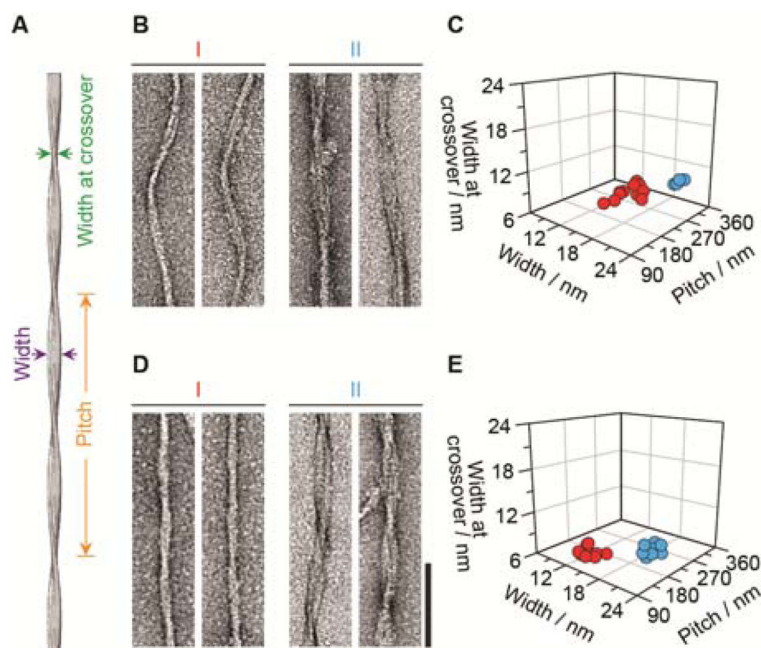 A
Width at crossover
Width
Pitch
B
I
II
C
24
18
12
6
Width at
crossover / nm
12
18
24
Width / nm
90
180
270
360
Pitch / nm
D
I
II
E
24
18
12
6
Width at
crossover / nm
12
18
24
Width / nm
90
180
270
360
Pitch / nm